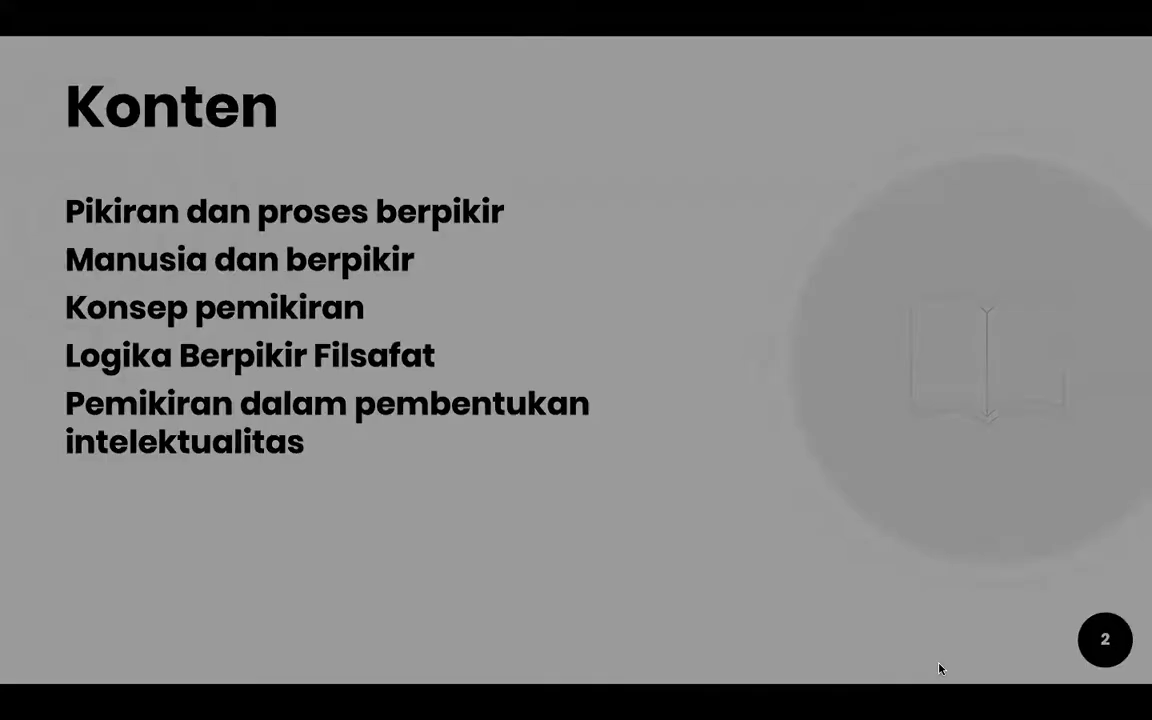 Konten
Pikiran dan proses berpikir
Manusia dan berpikir
Konsep pemikiran
Logika Berpikir Filsafat
Pemikiran dalam pembentukan
intelektualitas
2